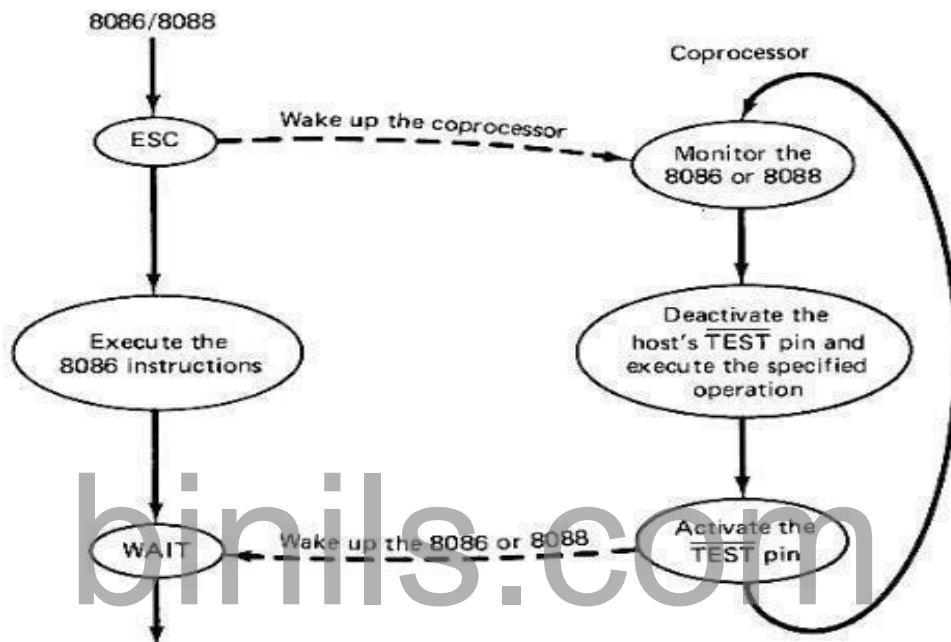 8086/8088
Coprocessor
ESC
Wake up the coprocessor
Monitor the
8086 or 8088
Execute the
8086 instructions
Deactivate the
host's TEST pin and
execute the specified
operation
WAIT
Wake up the 8086 or 8088
Activate the
TEST pin
binils.com